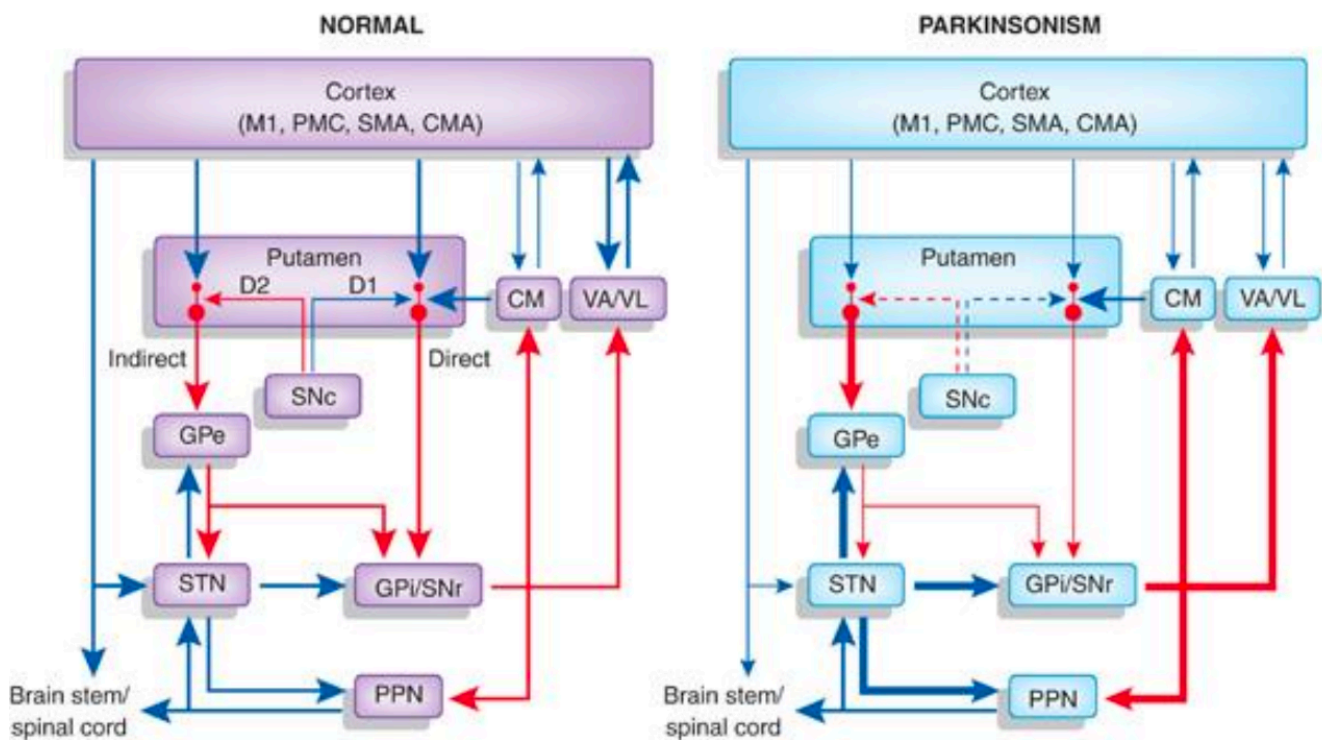 NORMAL
Cortex
(M1, PMC, SMA, CMA)
Putamen
D2
D1
CM
VA/VL
Indirect
Direct
SNc
GPe
STN
GPi/SNr
PPN
Brain stem/
spinal cord
PARKINSONISM
Cortex
(M1, PMC, SMA, CMA)
Putamen
CM
VA/VL
SNc
GPe
STN
GPi/SNr
PPN
Brain stem/
spinal cord